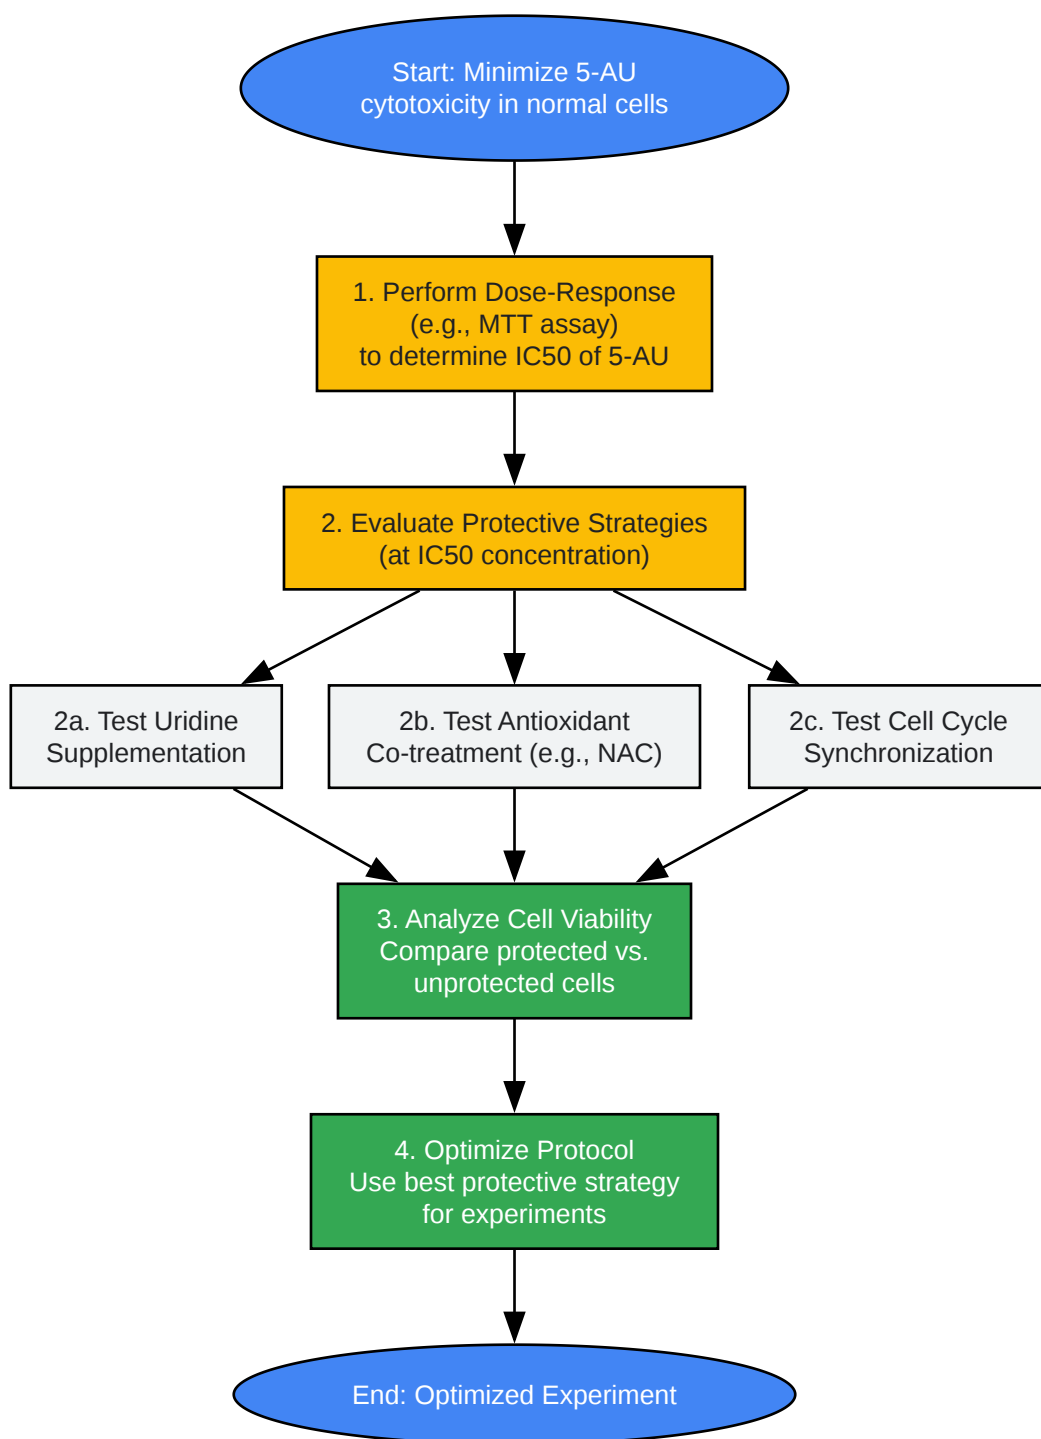 Start: Minimize 5-AU
cytotoxicity in normal cells
1. Perform Dose-Response
(e.g., MTT assay)
to determine IC50 of 5-AU
2. Evaluate Protective Strategies
(at IC50 concentration)
2a. Test Uridine
Supplementation
2b. Test Antioxidant
Co-treatment (e.g., NAC)
2c. Test Cell Cycle
Synchronization
3. Analyze Cell Viability
Compare protected vs.
unprotected cells
4. Optimize Protocol
Use best protective strategy
for experiments
End: Optimized Experiment